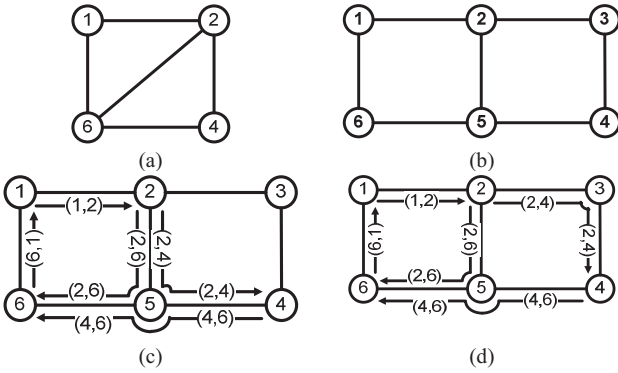 1 2
6 4
(a)
1 2 3
6 5 4
(b)
1 2 3
(1,2)
(6,1) (2,6) (2,4)
(2,6) (2,4)
6 5 4
(4,6) (4,6)
(c)
1 2 3
(1,2) (2,4)
(6,1) (2,6) (2,4)
(2,6)
6 5 4
(4,6) (4,6)
(d)